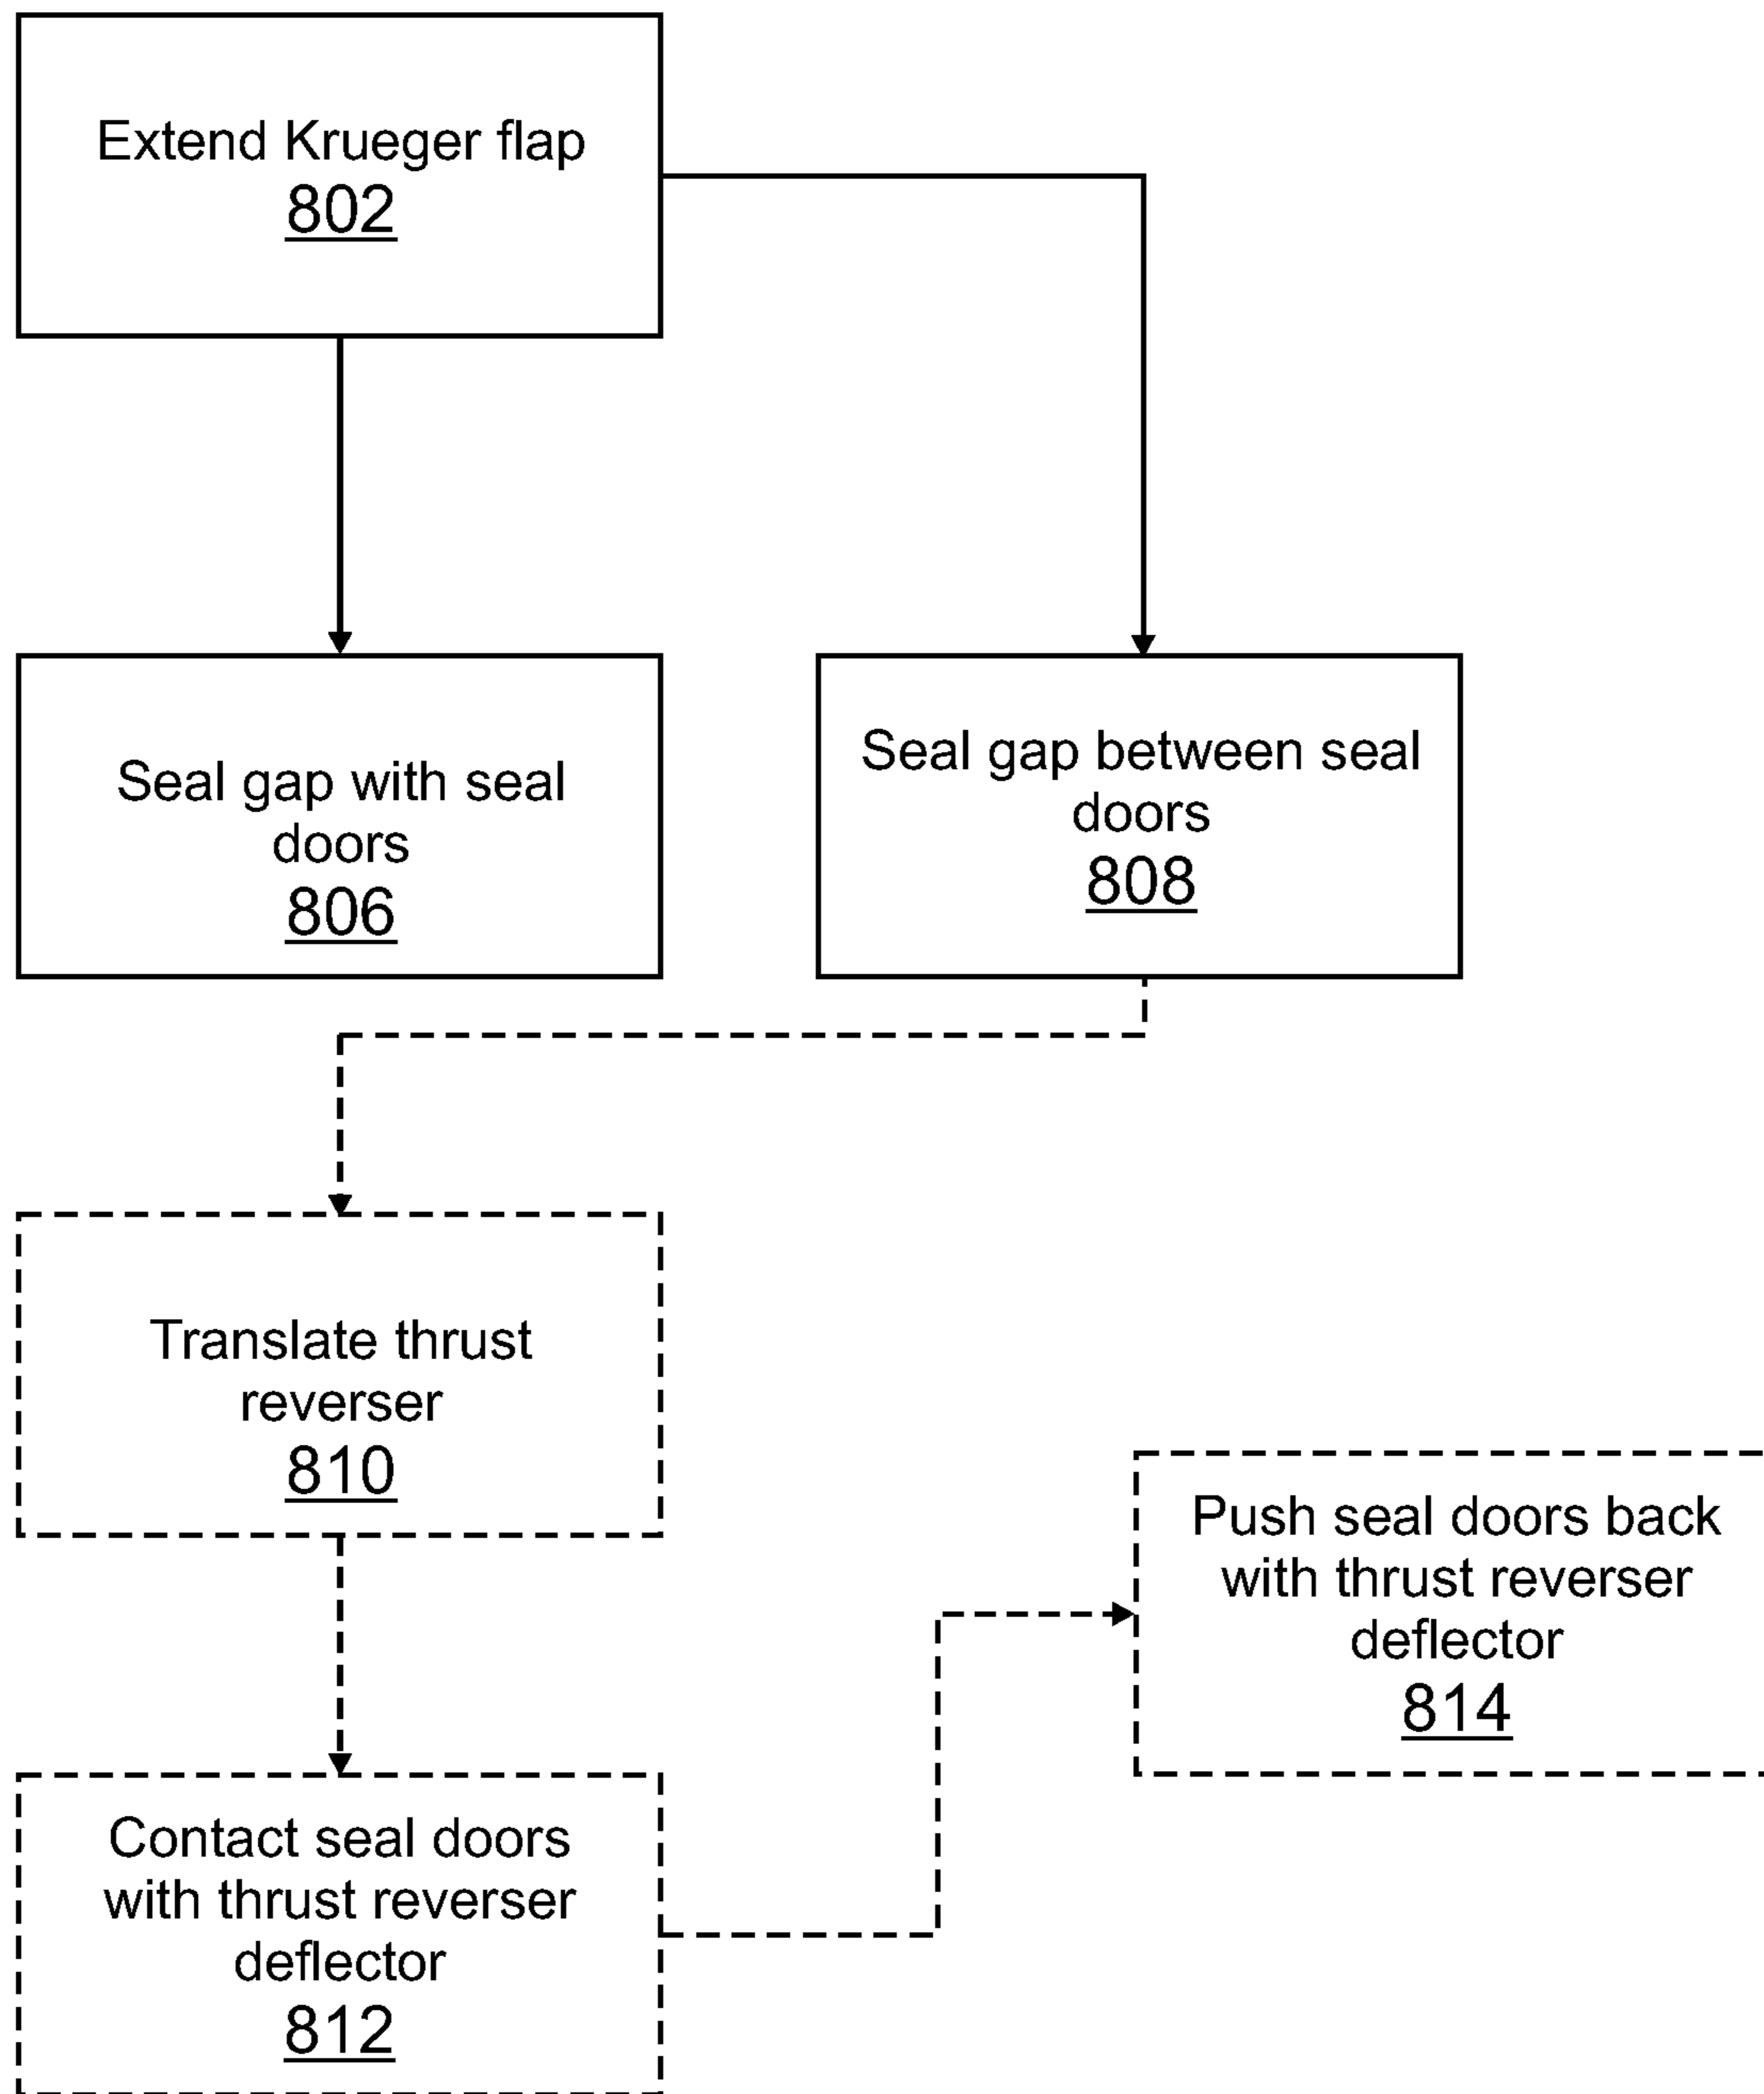 Extend Krueger flap
802
Seal gap with seal
doors
806
Seal gap between seal
doors
808
Translate thrust
reverser
810
Contact seal doors
with thrust reverser
deflector
812
Push seal doors back
with thrust reverser
deflector
814